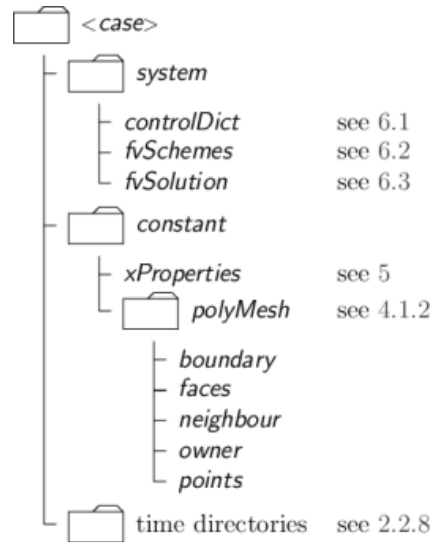 <case>
system
controlDict see 6.1
fvSchemes see 6.2
fvSolution see 6.3
constant
xProperties see 5
polyMesh see 4.1.2
boundary
faces
neighbour
owner
points
time directories see 2.2.8